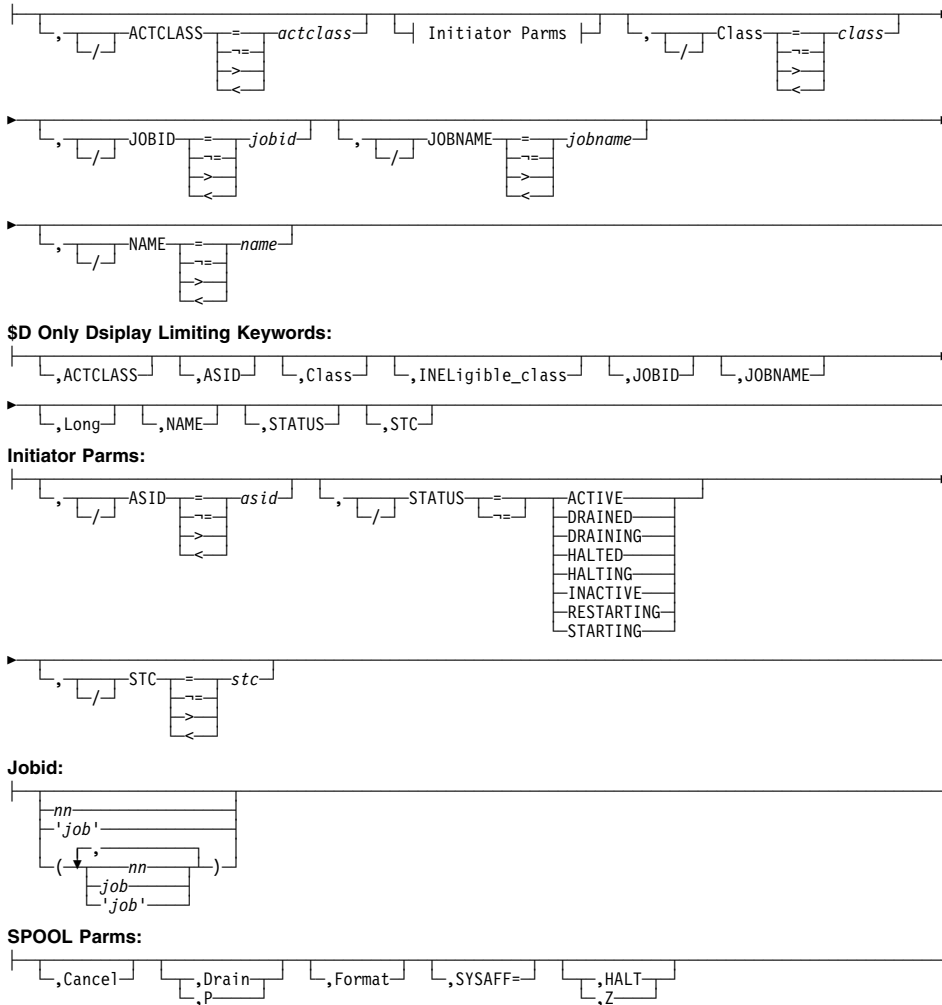 , / ACTCLASS = actclass Initiator Parms , / Class = class
¬= ¬=
> >
< <
, / JOBID = jobid , / JOBNAME = jobname
¬= ¬=
> >
< <
, / NAME = name
¬=
>
<
$D Only Dsiplay Limiting Keywords:
,ACTCLASS ,ASID ,Class ,INELigible_class ,JOBID ,JOBNAME
,Long ,NAME ,STATUS ,STC
Initiator Parms:
, / ASID = asid , / STATUS = ACTIVE
¬= ¬= DRAINED
> DRAINING
< HALTED
HALTING
INACTIVE
RESTARTING
STARTING
, / STC = stc
¬=
>
<
Jobid:
nn
'job'
,
( nn )
job
'job'
SPOOL Parms:
,Cancel ,Drain ,Format ,SYSAFF= ,HALT
,P ,Z